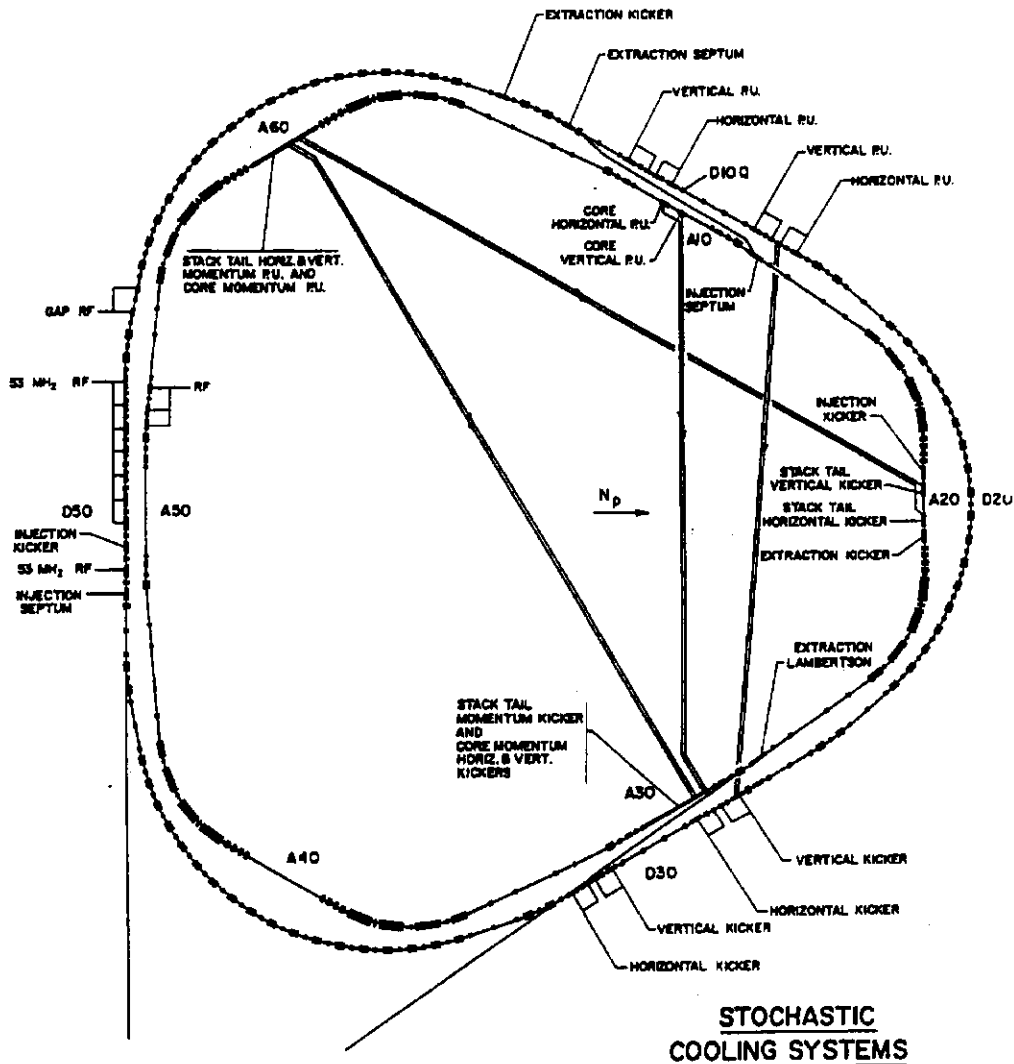 EXTRACTION KICKER
EXTRACTION SEPTUM
VERTICAL P.U.
HORIZONTAL P.U.
A60
VERTICAL P.U.
D10Q
HORIZONTAL P.U.
CORE
HORIZONTAL P.U.
A10
CORE
VERTICAL P.U.
STACK TAIL HORIZ. & VERT.
MOMENTUM P.U. AND
CORE MOMENTUM P.U.
INJECTION
SEPTUM
GAP RF
53 MHz RF
RF
INJECTION
KICKER
STACK TAIL
VERTICAL KICKER
Np
A20
D20
D50
A50
STACK TAIL
HORIZONTAL KICKER
INJECTION
KICKER
EXTRACTION KICKER
53 MHz RF
INJECTION
SEPTUM
EXTRACTION
LAMBERTSON
STACK TAIL
MOMENTUM KICKER
AND
CORE MOMENTUM
HORIZ. & VERT.
KICKERS
A30
A40
VERTICAL KICKER
D30
HORIZONTAL KICKER
VERTICAL KICKER
HORIZONTAL KICKER
STOCHASTIC
COOLING SYSTEMS